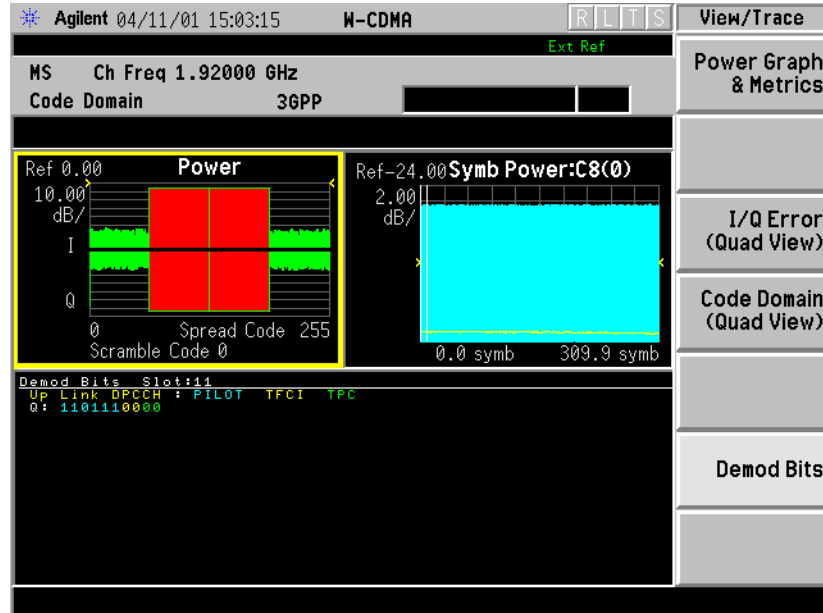 Agilent 04/11/01 15:03:15 W-CDMA R L T S View/Trace
Ext Ref
MS Ch Freq 1.92000 GHz
Code Domain 3GPP
Power Graph
& Metrics
Ref 0.00 Power
10.00
dB/
I
Q
0 Spread Code 255
Scramble Code 0
Ref-24.00 Symb Power:C8(0)
2.00
dB/
0.0 symb 309.9 symb
I/Q Error
(Quad View)
Code Domain
(Quad View)
Demod Bits Slot:11
Up Link DPCCH : PILOT TFCI TPC
Q: 1101110000
Demod Bits